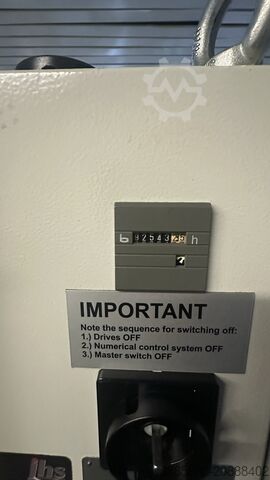 h
IMPORTANT
Note the sequence for switching off:
1.) Drives OFF
2.) Numerical control system OFF
3.) Master switch OFF
lhs